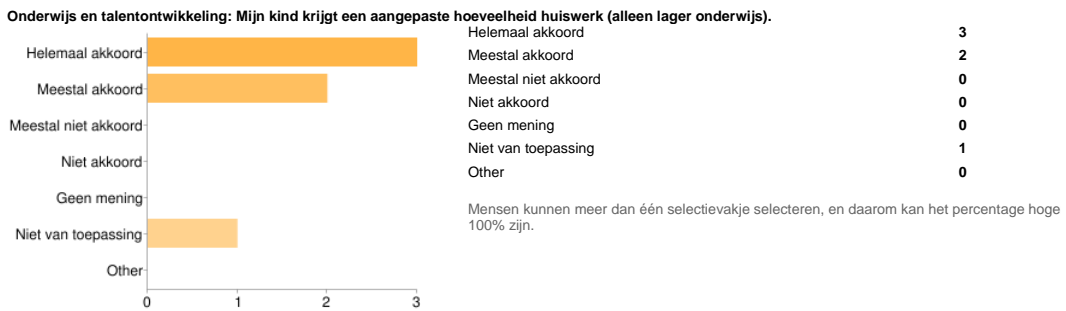 Onderwijs en talentontwikkeling: Mijn kind krijgt een aangepaste hoeveelheid huiswerk (alleen lager onderwijs).
Helemaal akkoord
Meestal akkoord
Meestal niet akkoord
Niet akkoord
Geen mening
Niet van toepassing
Other
0 1 2 3
Helemaal akkoord 3
Meestal akkoord 2
Meestal niet akkoord 0
Niet akkoord 0
Geen mening 0
Niet van toepassing 1
Other 0
Mensen kunnen meer dan één selectievakje selecteren, en daarom kan het percentage hoge
100% zijn.